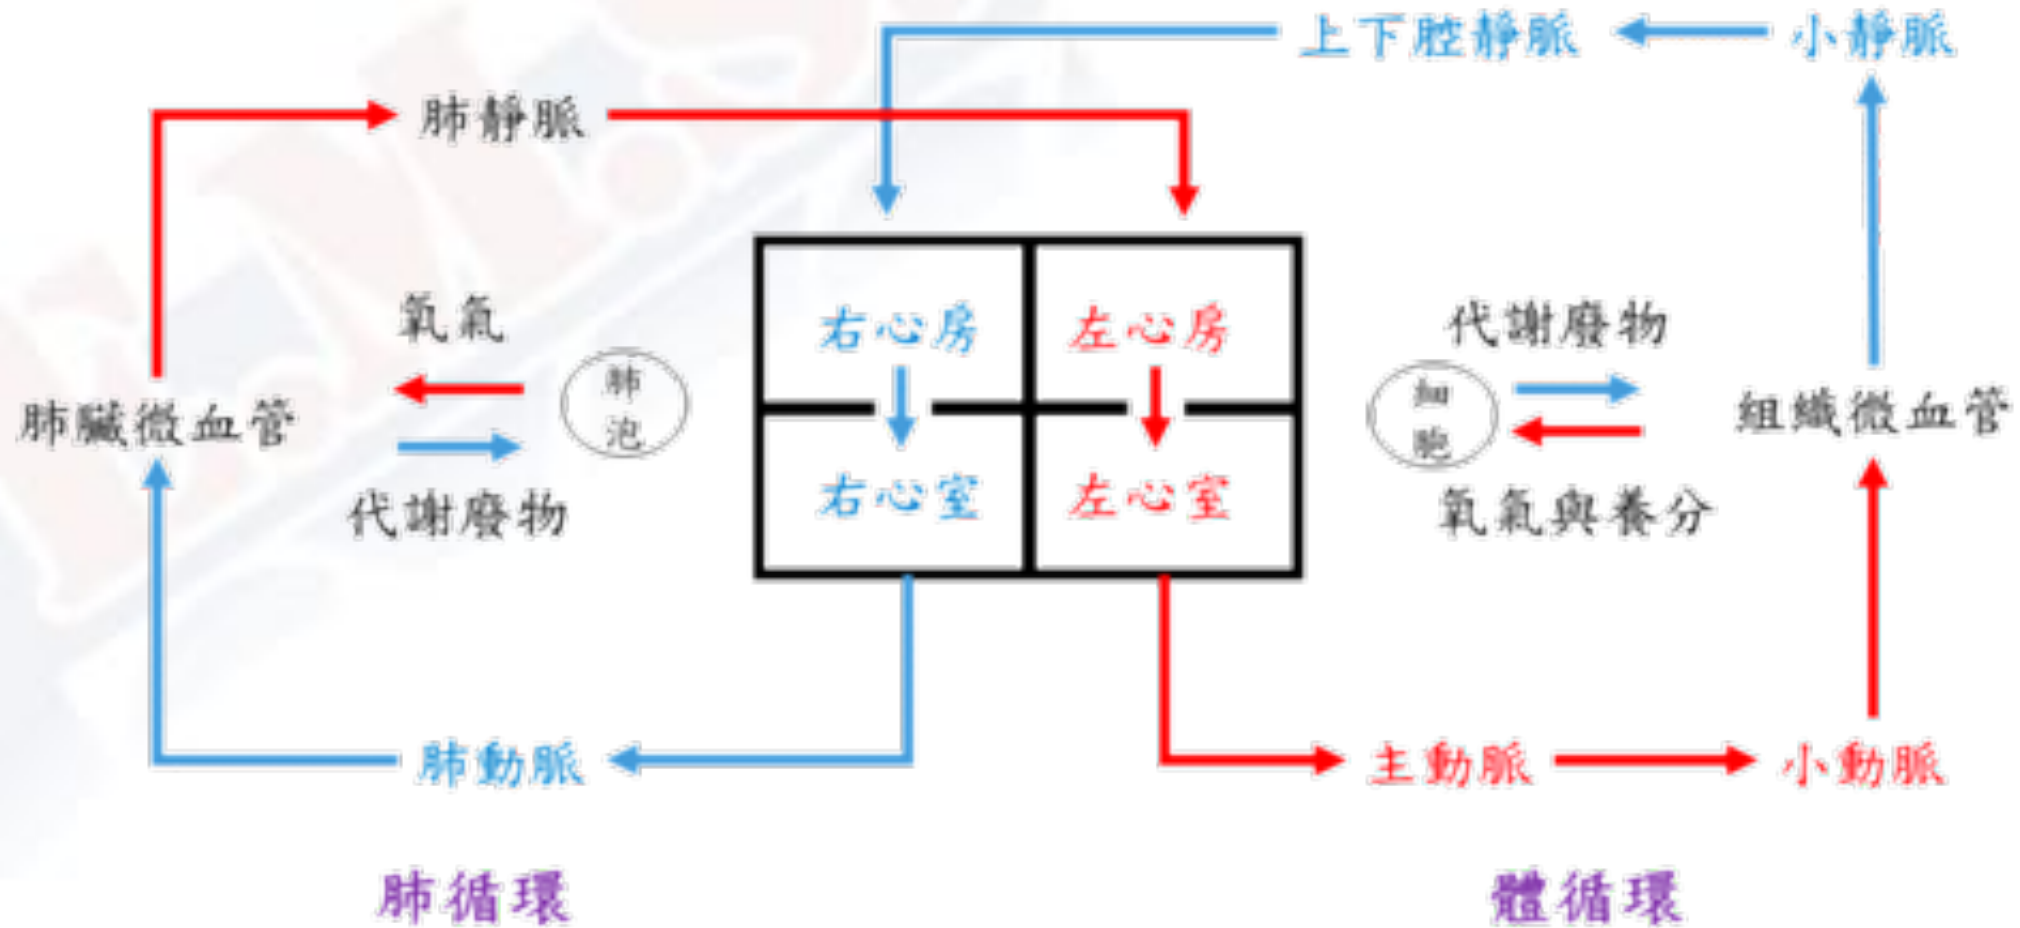 上下腔靜脈 小靜脈
肺靜脈
氧氣
肺泡
肺臟微血管
代謝廢物
右心房 左心房
右心室 左心室
代謝廢物
細胞
組織微血管
氧氣與養分
肺動脈 主動脈 小動脈
肺循環 體循環